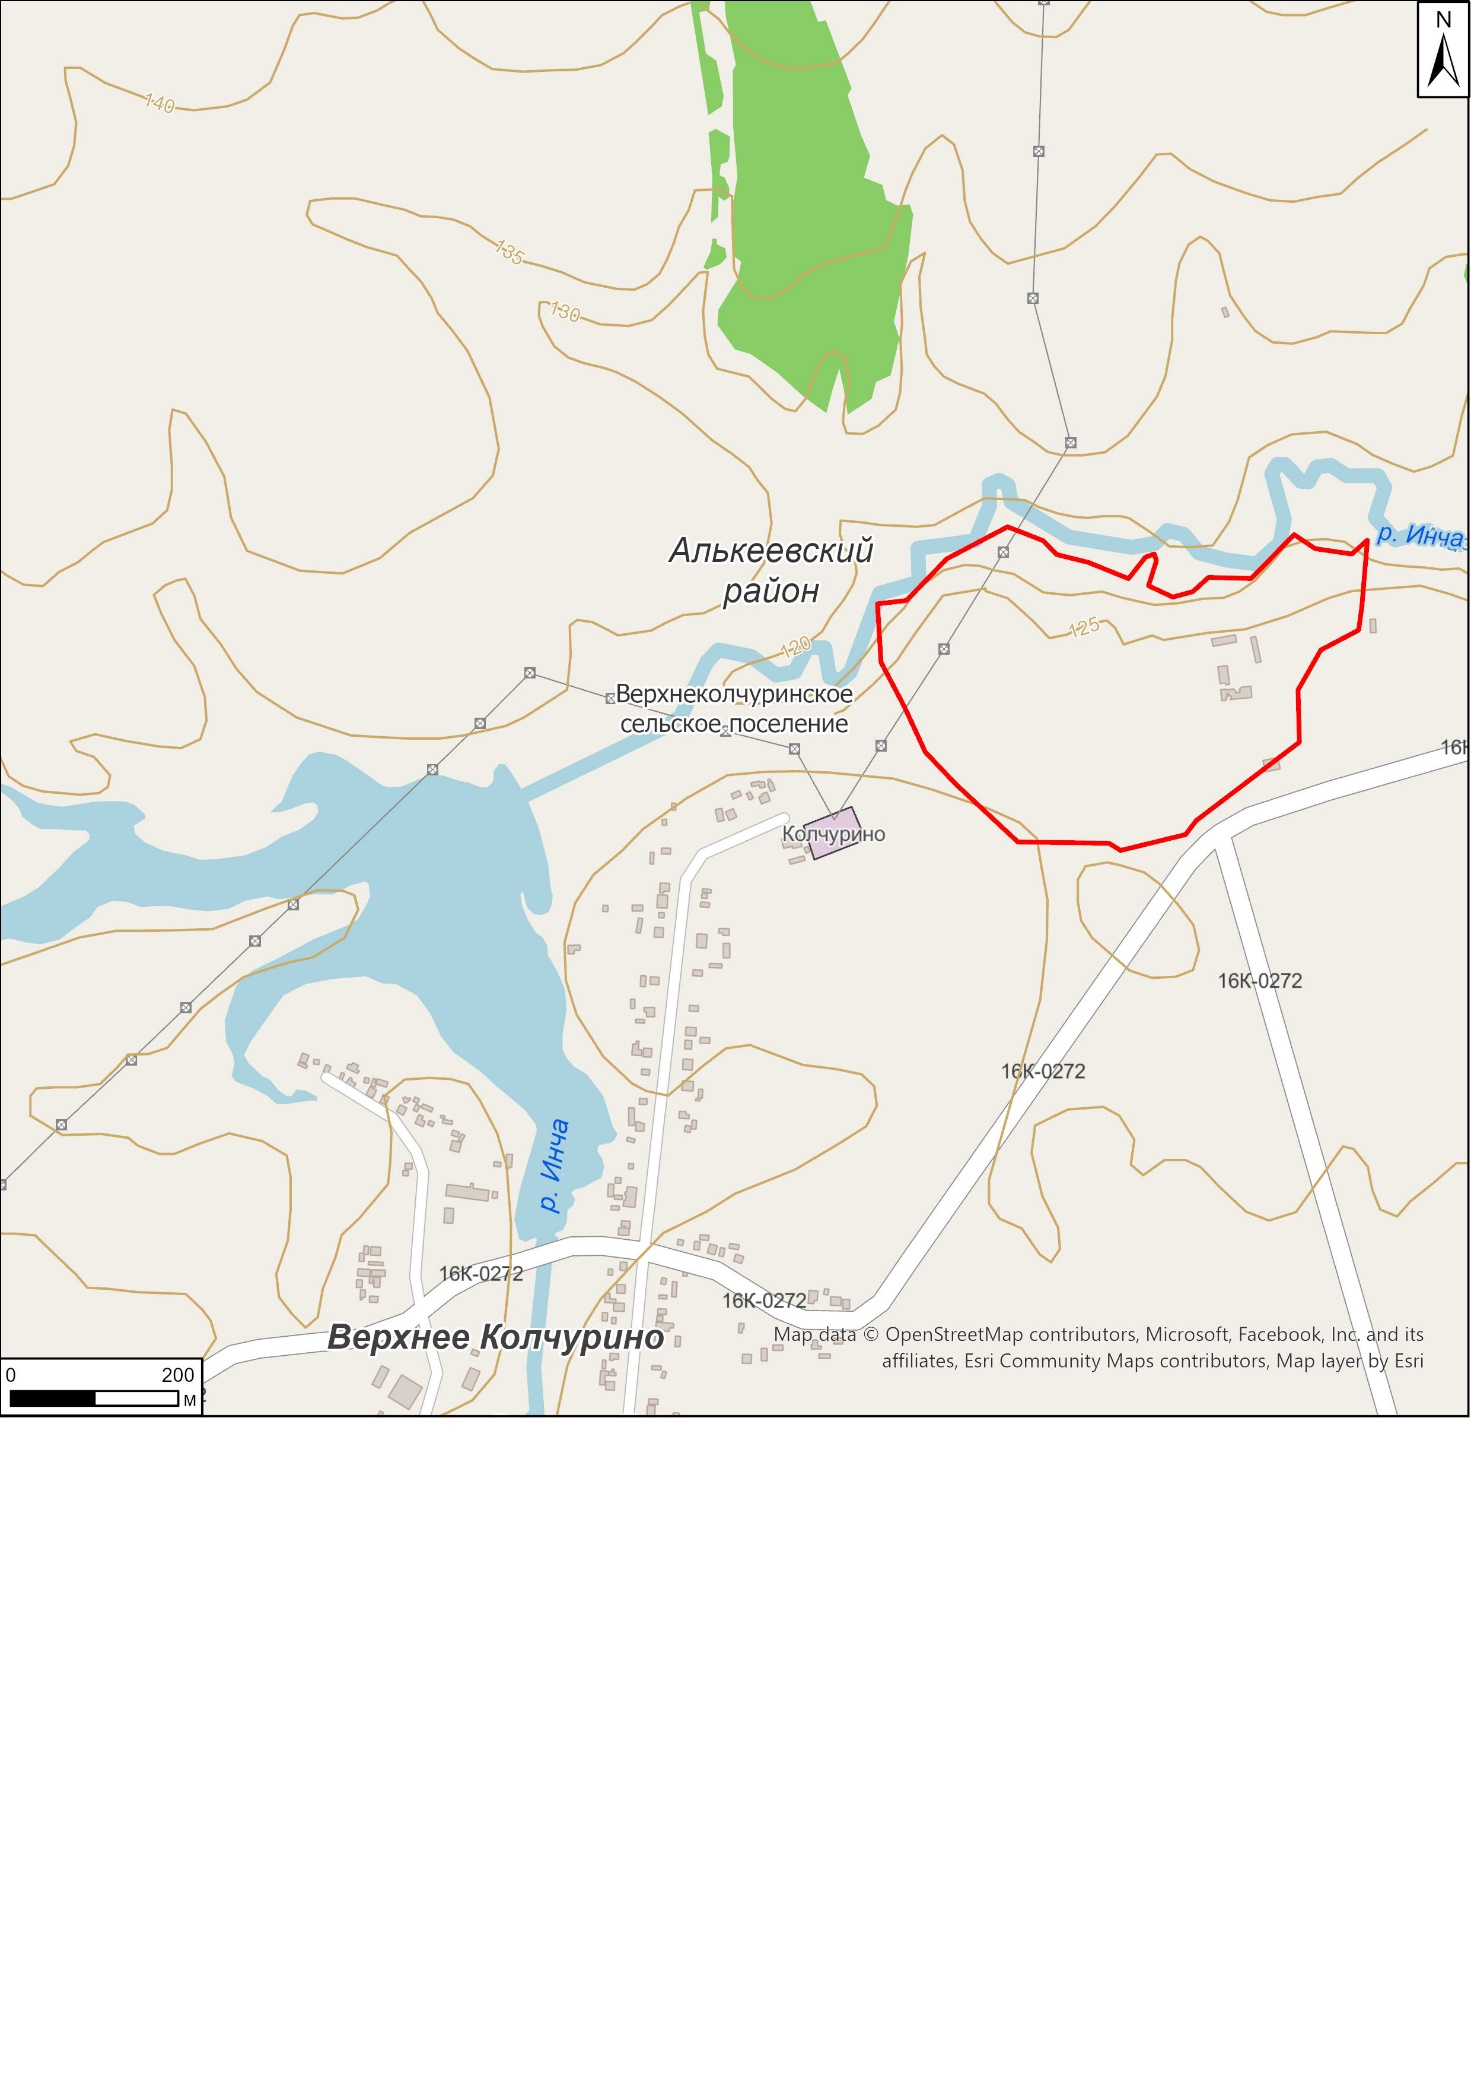 N
140
135
130
р. Инча
Алькеевский
район
125
120
Верхнеколчуринское
сельское поселение
16К
Колчурино
16К-0272
16К-0272
р. Инча
16К-0272
16К-0272
Верхнее Колчурино
Map data © OpenStreetMap contributors, Microsoft, Facebook, Inc. and its
affiliates, Esri Community Maps contributors, Map layer by Esri
0 200
м
2